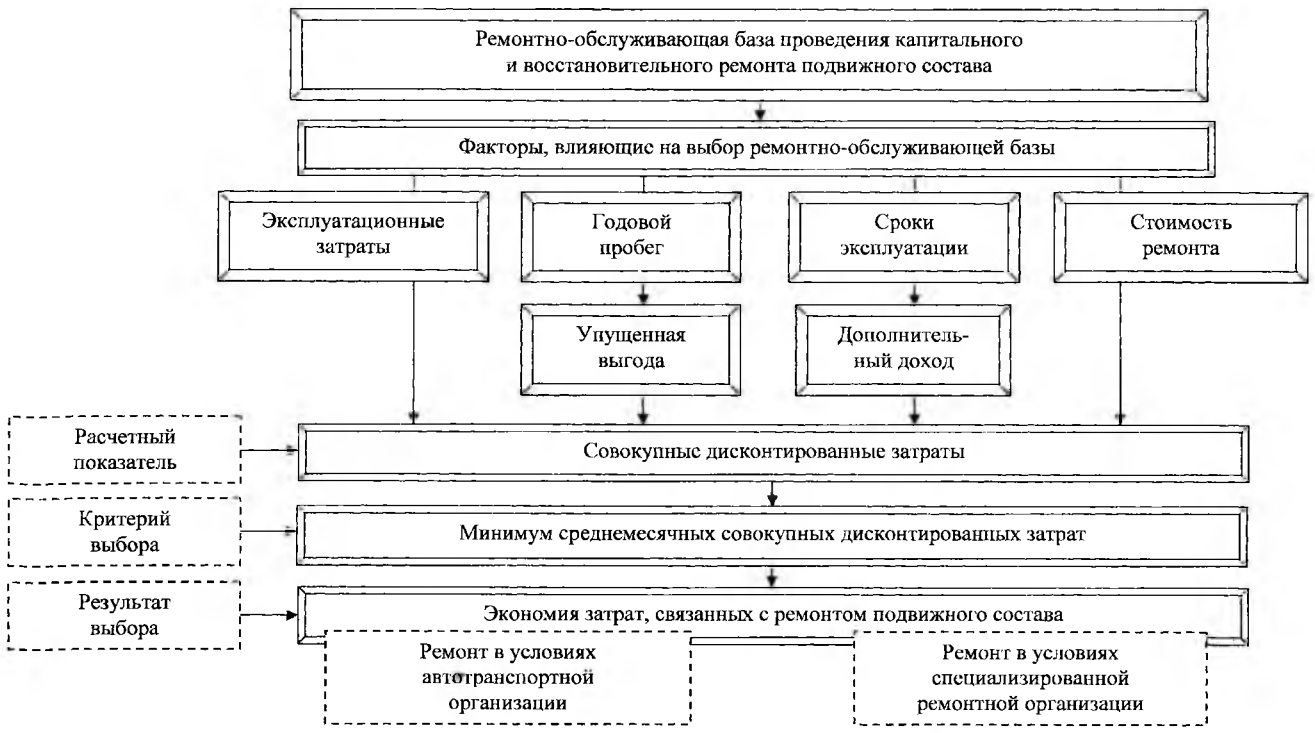 Ремонтно-обслуживающая база проведения капитального
и восстановительного ремонта подвижного состава
Факторы, влияющие на выбор ремонтно-обслуживающей базы
Эксплуатационные
затраты
Годовой
пробег
Сроки
эксплуатации
Стоимость
ремонта
Упущенная
выгода
Дополнитель-
ный доход
Расчетный
показатель
Совокупные дисконтированные затраты
Критерий
выбора
Минимум среднемесячных совокупных дисконтированных затрат
Результат
выбора
Экономия затрат, связанных с ремонтом подвижного состава
Ремонт в условиях
автотранспортной
организации
Ремонт в условиях
специализированной
ремонтной организации